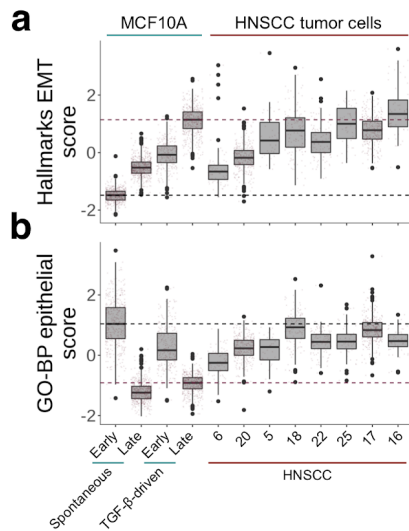 a
MCF10A HNSCC tumor cells
Hallmarks EMT
score
2
0
-2
b
GO-BP epithelial
score
2
0
-2
Early Late Early Late 6 20 5 18 22 25 17 16
Spontaneous TGF-β-driven HNSCC